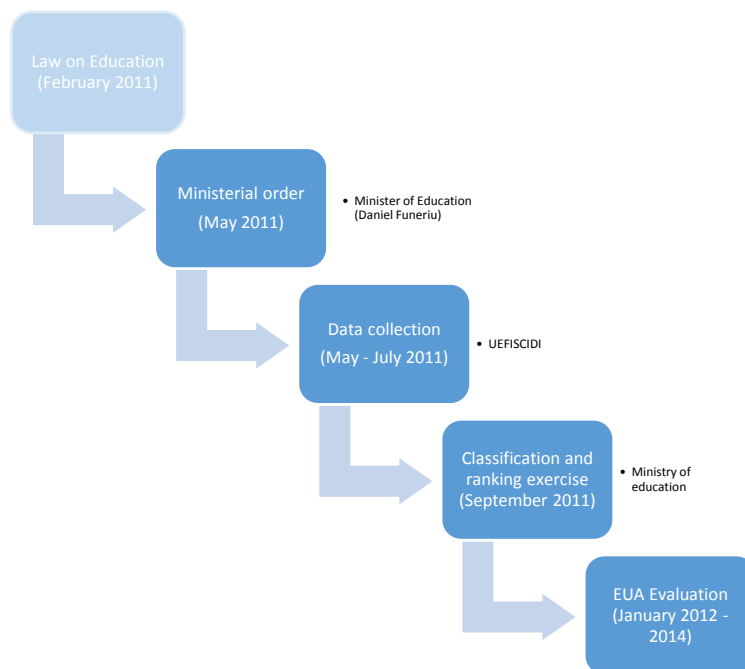 Law on Education
(February 2011)
Ministerial order
(May 2011)
• Minister of Education
(Daniel Funeriu)
Data collection
(May - July 2011)
• UEFISCIDI
Classification and
ranking exercise
(September 2011)
• Ministry of
education
EUA Evaluation
(January 2012 -
2014)